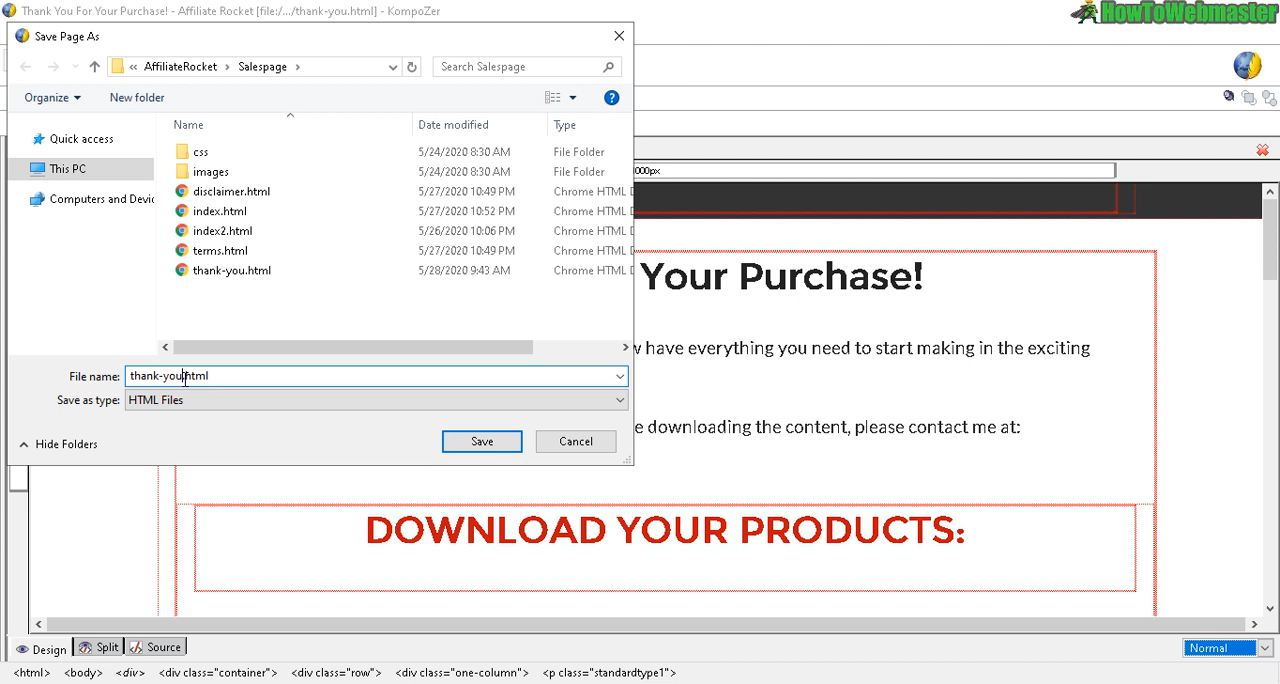 Thank You For Your Purchase! - Affiliate Rocket [file:/.../thank-you.html] - KompoZer
HowToWebmaster
Save Page As
« AffiliateRocket › Salespage ›
Search Salespage
Organize
New folder
Name
Date modified
Type
Quick access
This PC
Computers and Devic
css 5/24/2020 8:30 AM File Folder
images 5/24/2020 8:30 AM File Folder
disclaimer.html 5/27/2020 10:49 PM Chrome HTML D
index.html 5/27/2020 10:52 PM Chrome HTML D
index2.html 5/26/2020 10:06 PM Chrome HTML D
terms.html 5/27/2020 10:49 PM Chrome HTML D
thank-you.html 5/28/2020 9:43 AM Chrome HTML D
File name: thank-you.html
Save as type: HTML Files
Hide Folders
Save
Cancel
000px
Your Purchase!
w have everything you need to start making in the exciting
e downloading the content, please contact me at:
DOWNLOAD YOUR PRODUCTS:
Design Split Source
Normal
<html> <body> <div> <div class="container"> <div class="row"> <div class="one-column"> <p class="standardtype1">